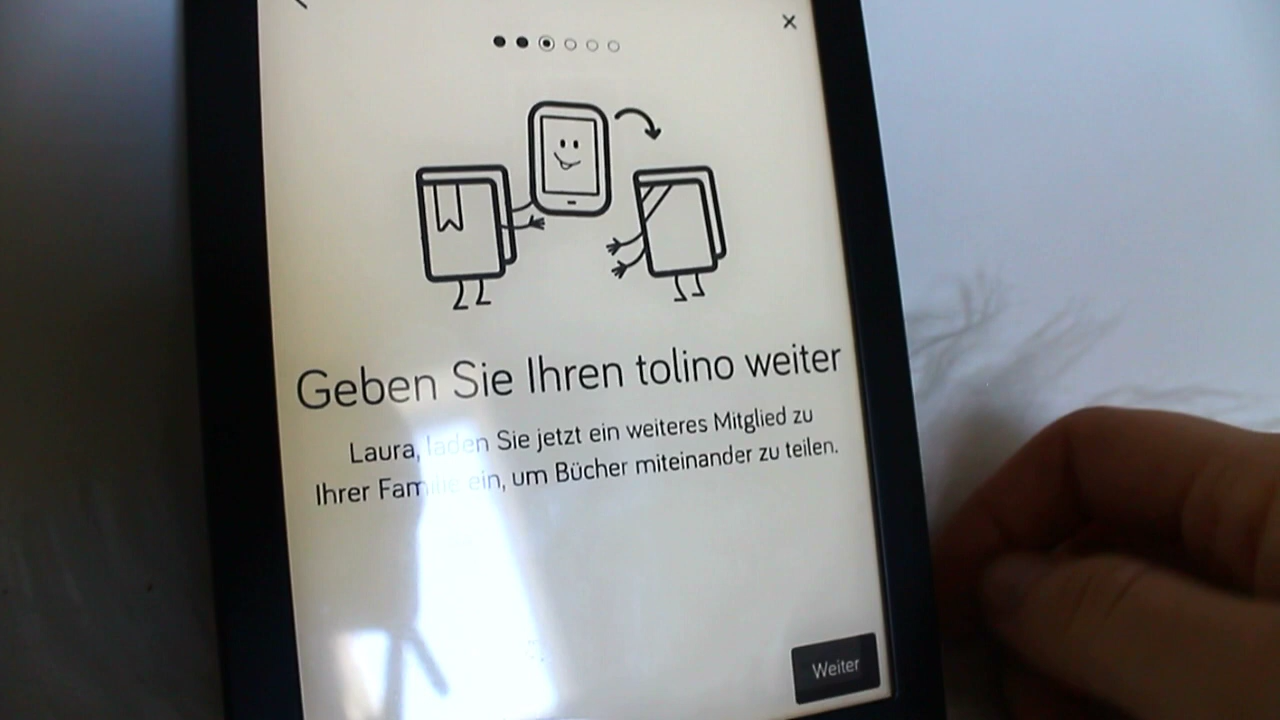 Geben Sie Ihren tolino weiter
Laura, laden Sie jetzt ein weiteres Mitglied zu
Ihrer Familie ein, um Bücher miteinander zu teilen.
Weiter